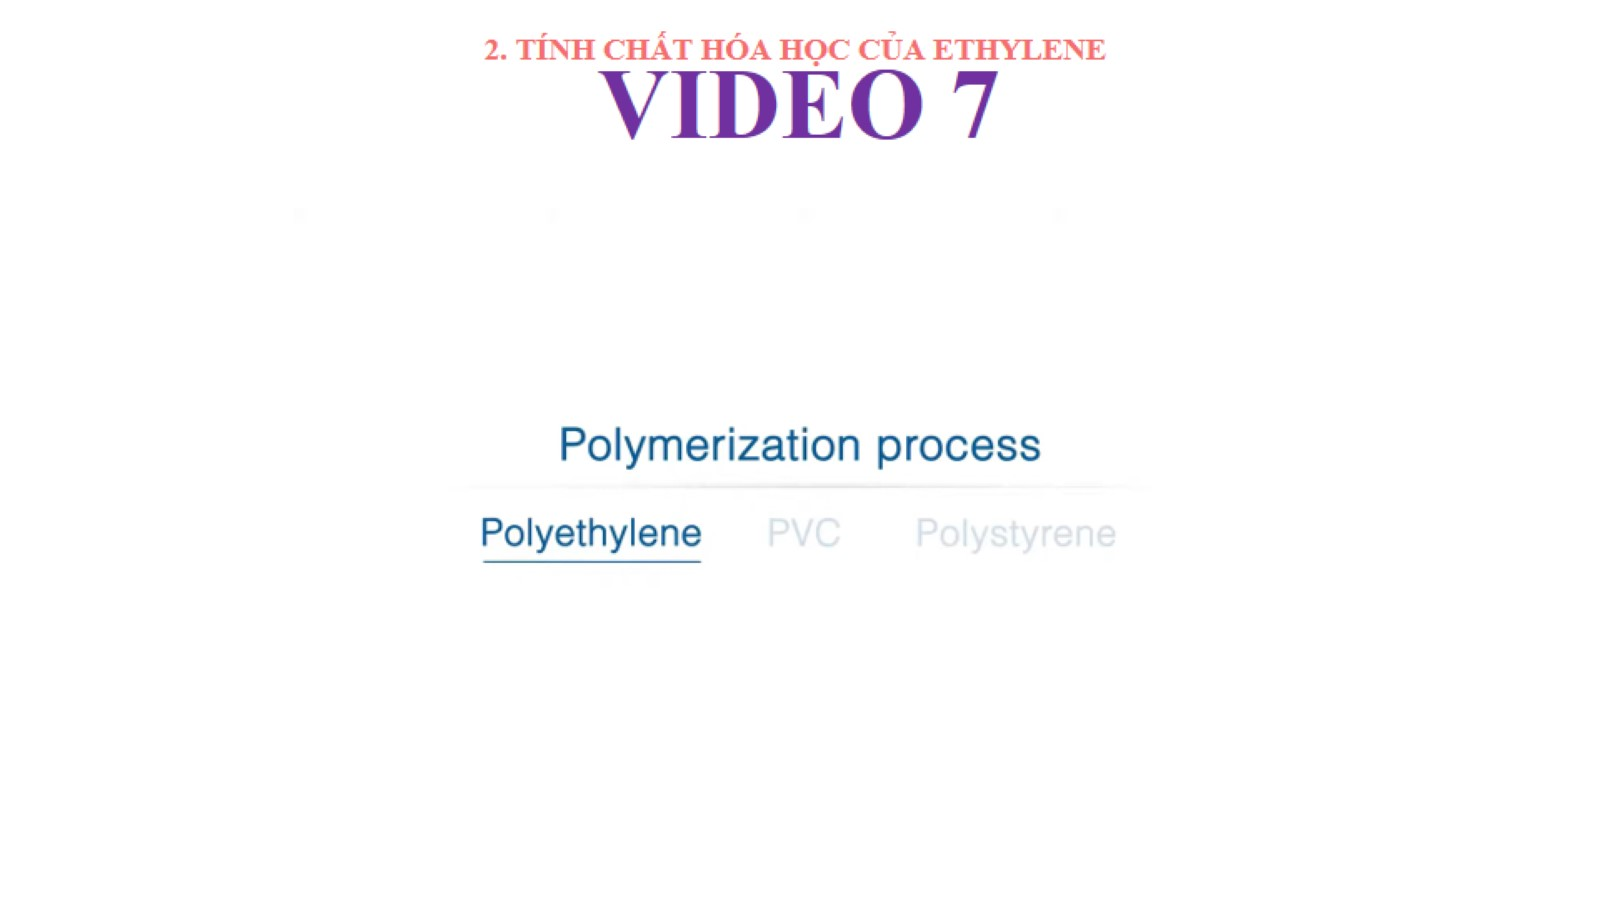 2. TÍNH CHẤT HÓA HỌC CỦA ETHYLENE
VIDEO 7
Polymerization process
Polyethylene PVC Polystyrene